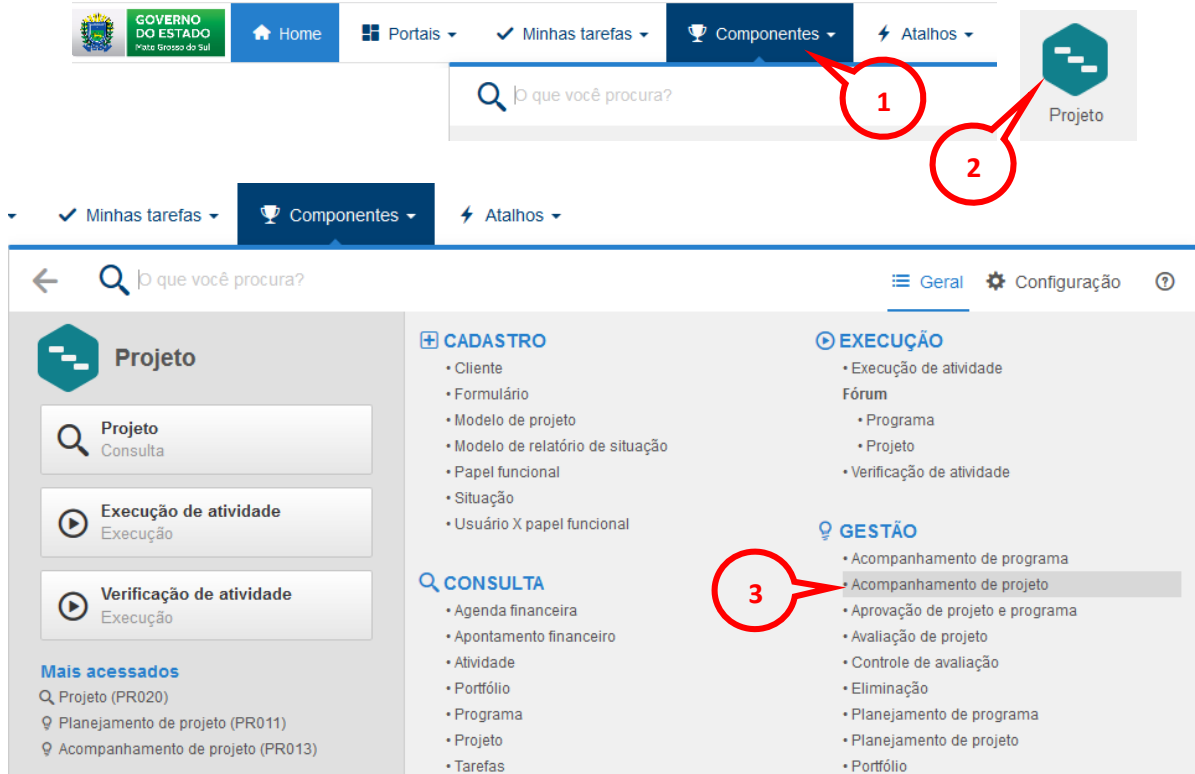 GOVERNO
DO ESTADO
Mato Grosso do Sul
Home
Portais
Minhas tarefas
Componentes
Atalhos
O que você procura?
1
Projeto
2
Minhas tarefas
Componentes
Atalhos
O que você procura?
Geral
Configuração
?
Projeto
Projeto
Consulta
Execução de atividade
Execução
Verificação de atividade
Execução
Mais acessados
Projeto (PR020)
Planejamento de projeto (PR011)
Acompanhamento de projeto (PR013)
CADASTRO
• Cliente
• Formulário
• Modelo de projeto
• Modelo de relatório de situação
• Papel funcional
• Situação
• Usuário X papel funcional
CONSULTA
• Agenda financeira
• Apontamento financeiro
• Atividade
• Portfólio
• Programa
• Projeto
• Tarefas
EXECUÇÃO
• Execução de atividade
Fórum
• Programa
• Projeto
• Verificação de atividade
GESTÃO
• Acompanhamento de programa
3
• Acompanhamento de projeto
• Aprovação de projeto e programa
• Avaliação de projeto
• Controle de avaliação
• Eliminação
• Planejamento de programa
• Planejamento de projeto
• Portfólio